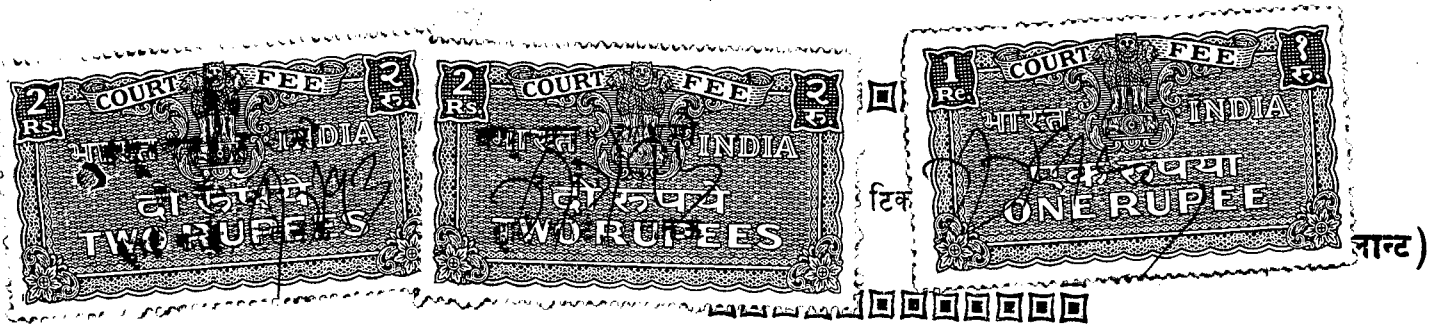 2 Rs. COURT FEE २ रु.
भारत INDIA
दो रुपये
TWO RUPEES
2 Rs. COURT FEE २ रु.
भारत INDIA
दो रुपये
TWO RUPEES
1 Re. COURT FEE १ रु.
भारत INDIA
एक रुपया
ONE RUPEE
टिक
लान्ट)